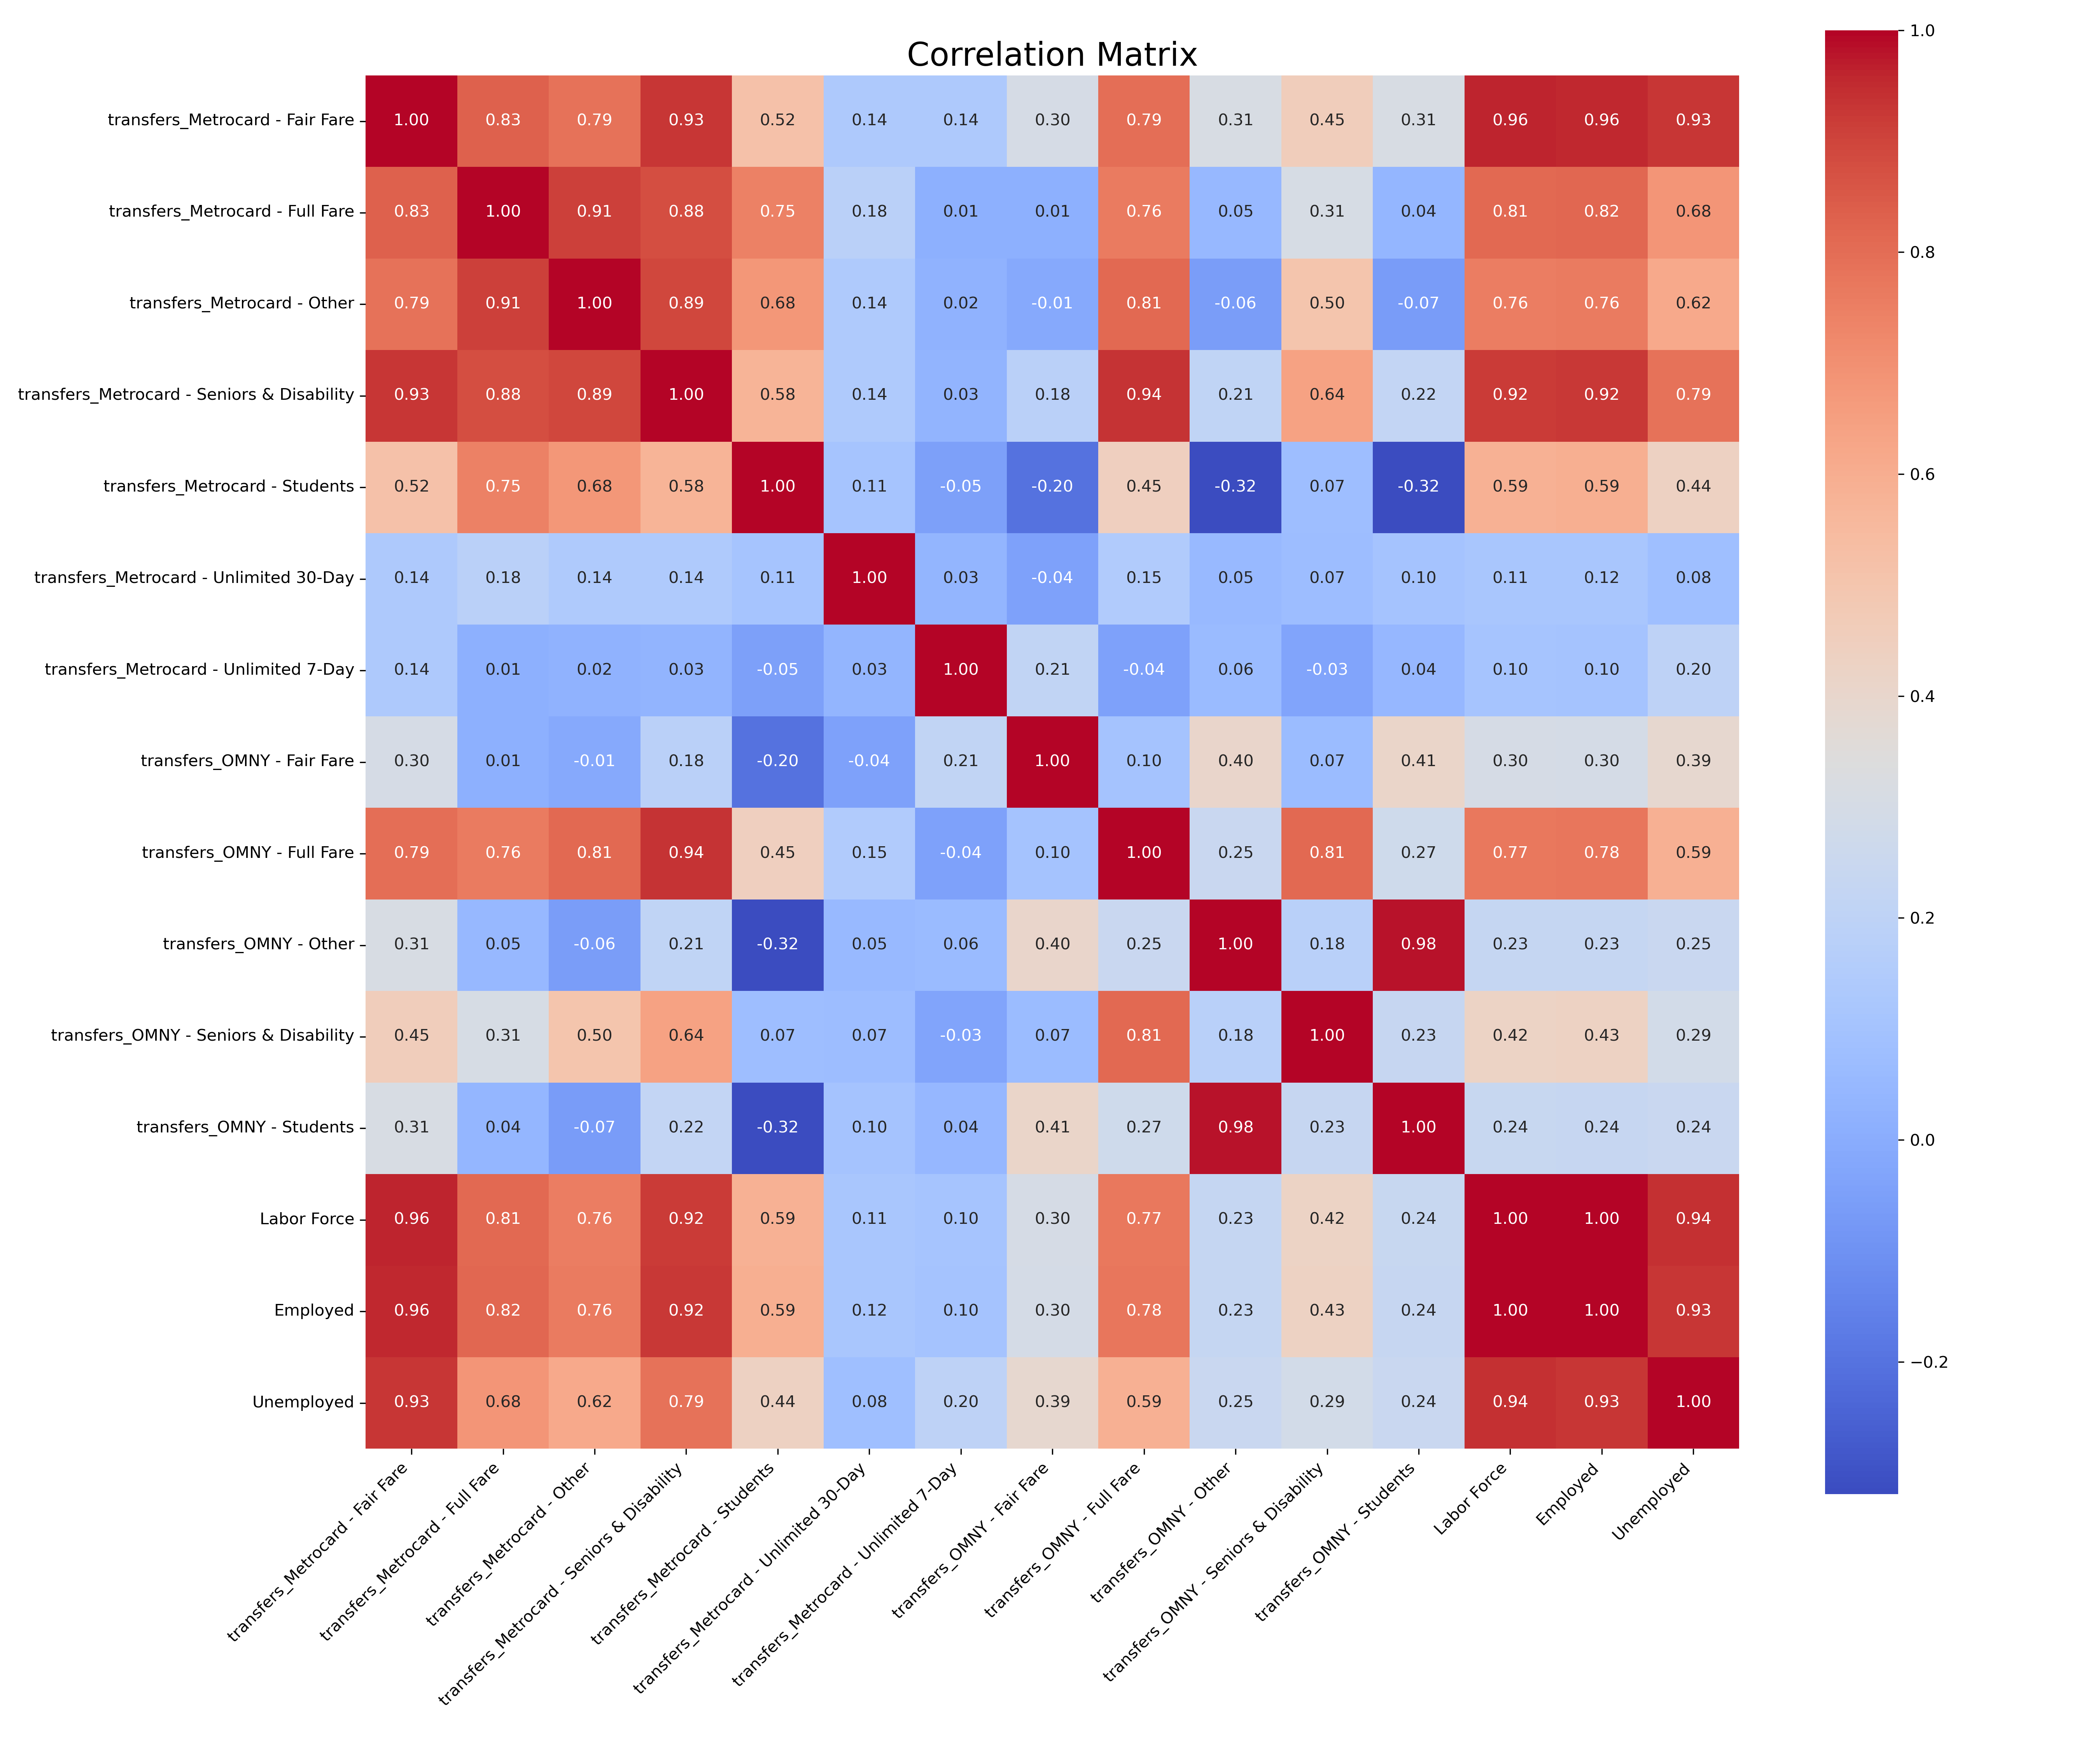 Correlation Matrix
transfers_Metrocard - Fair Fare 1.00 0.83 0.79 0.93 0.52 0.14 0.14 0.30 0.79 0.31 0.45 0.31 0.96 0.96 0.93
transfers_Metrocard - Full Fare 0.83 1.00 0.91 0.88 0.75 0.18 0.01 0.01 0.76 0.05 0.31 0.04 0.81 0.82 0.68
transfers_Metrocard - Other 0.79 0.91 1.00 0.89 0.68 0.14 0.02 -0.01 0.81 -0.06 0.50 -0.07 0.76 0.76 0.62
transfers_Metrocard - Seniors & Disability 0.93 0.88 0.89 1.00 0.58 0.14 0.03 0.18 0.94 0.21 0.64 0.22 0.92 0.92 0.79
transfers_Metrocard - Students 0.52 0.75 0.68 0.58 1.00 0.11 -0.05 -0.20 0.45 -0.32 0.07 -0.32 0.59 0.59 0.44
transfers_Metrocard - Unlimited 30-Day 0.14 0.18 0.14 0.14 0.11 1.00 0.03 -0.04 0.15 0.05 0.07 0.10 0.11 0.12 0.08
transfers_Metrocard - Unlimited 7-Day 0.14 0.01 0.02 0.03 -0.05 0.03 1.00 0.21 -0.04 0.06 -0.03 0.04 0.10 0.10 0.20
transfers_OMNY - Fair Fare 0.30 0.01 -0.01 0.18 -0.20 -0.04 0.21 1.00 0.10 0.40 0.07 0.41 0.30 0.30 0.39
transfers_OMNY - Full Fare 0.79 0.76 0.81 0.94 0.45 0.15 -0.04 0.10 1.00 0.25 0.81 0.27 0.77 0.78 0.59
transfers_OMNY - Other 0.31 0.05 -0.06 0.21 -0.32 0.05 0.06 0.40 0.25 1.00 0.18 0.98 0.23 0.23 0.25
transfers_OMNY - Seniors & Disability 0.45 0.31 0.50 0.64 0.07 0.07 -0.03 0.07 0.81 0.18 1.00 0.23 0.42 0.43 0.29
transfers_OMNY - Students 0.31 0.04 -0.07 0.22 -0.32 0.10 0.04 0.41 0.27 0.98 0.23 1.00 0.24 0.24 0.24
Labor Force 0.96 0.81 0.76 0.92 0.59 0.11 0.10 0.30 0.77 0.23 0.42 0.24 1.00 1.00 0.94
Employed 0.96 0.82 0.76 0.92 0.59 0.12 0.10 0.30 0.78 0.23 0.43 0.24 1.00 1.00 0.93
Unemployed 0.93 0.68 0.62 0.79 0.44 0.08 0.20 0.39 0.59 0.25 0.29 0.24 0.94 0.93 1.00
transfers_Metrocard - Fair Fare
transfers_Metrocard - Full Fare
transfers_Metrocard - Other
transfers_Metrocard - Seniors & Disability
transfers_Metrocard - Students
transfers_Metrocard - Unlimited 30-Day
transfers_Metrocard - Unlimited 7-Day
transfers_OMNY - Fair Fare
transfers_OMNY - Full Fare
transfers_OMNY - Other
transfers_OMNY - Seniors & Disability
transfers_OMNY - Students
Labor Force
Employed
Unemployed
1.0
0.8
0.6
0.4
0.2
0.0
−0.2